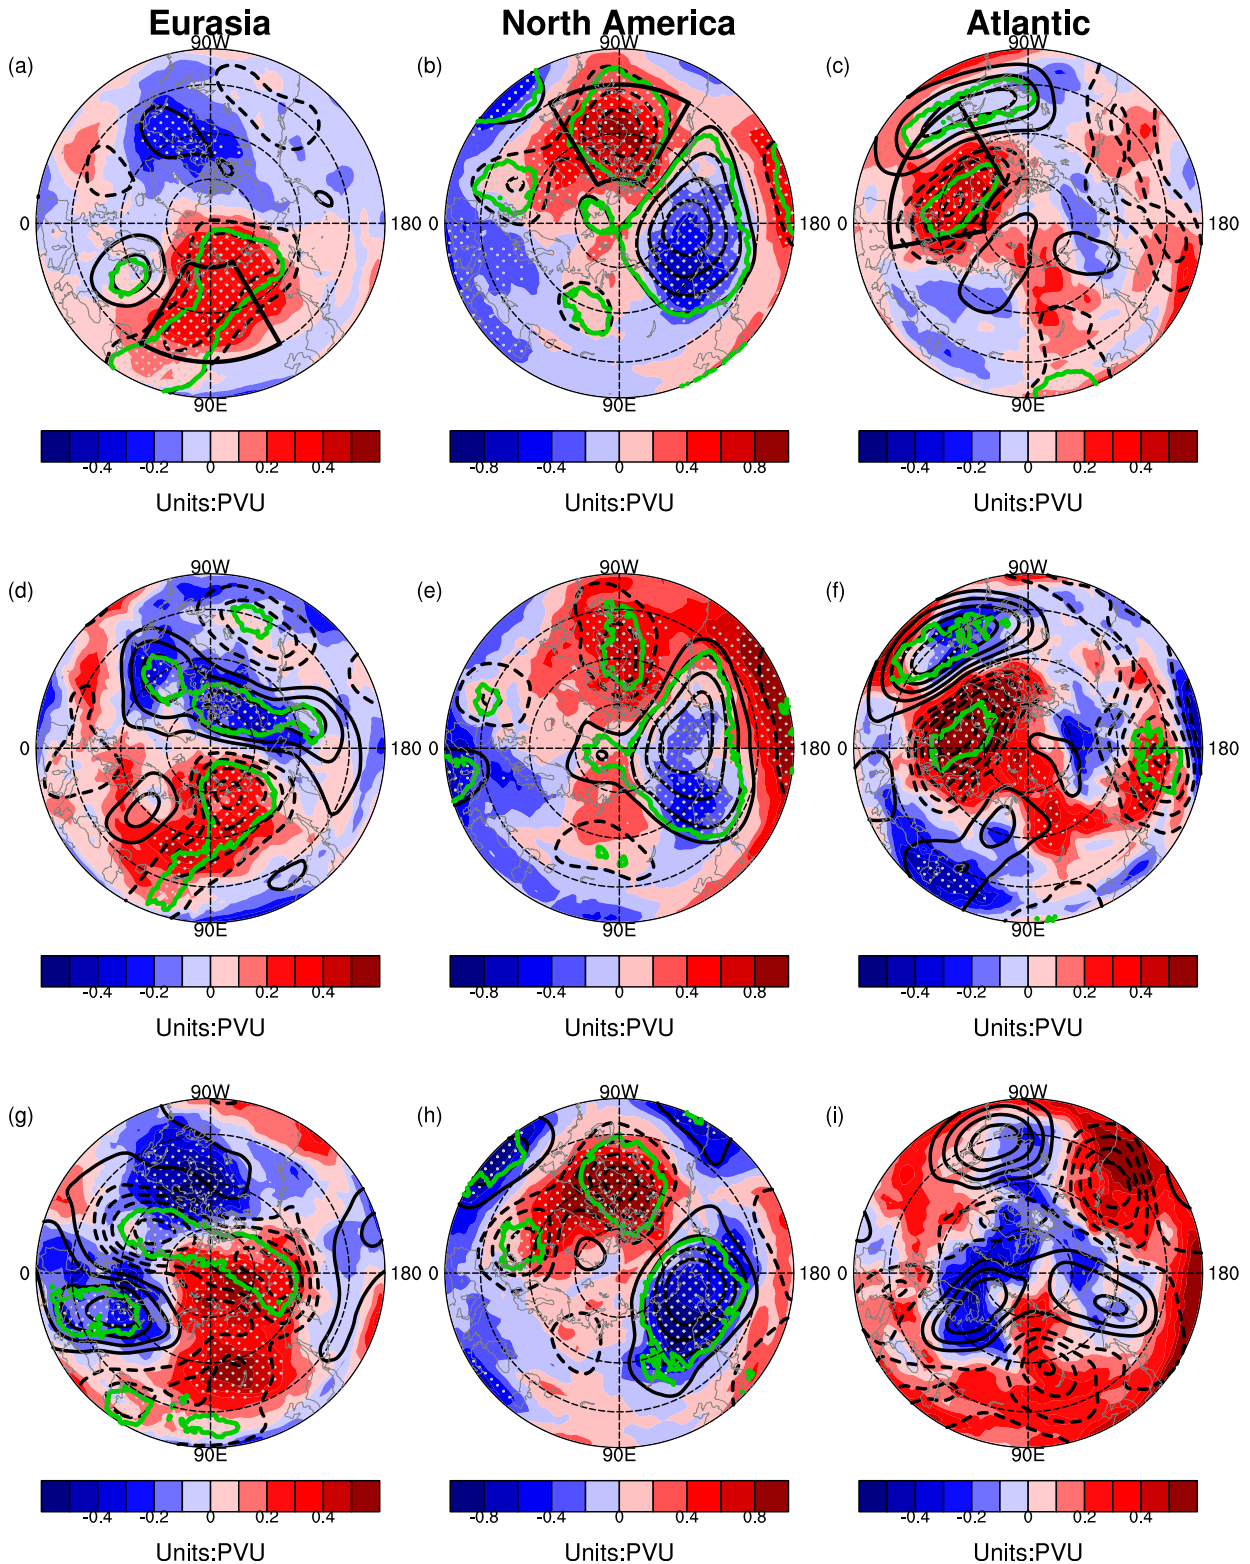 Eurasia North America Atlantic
(a) 90W (b) 90W (c) 90W
0 180 0 180 0 180
90E 90E 90E
-0.4 -0.2 0 0.2 0.4 -0.8 -0.4 0 0.4 0.8 -0.4 -0.2 0 0.2 0.4
Units:PVU Units:PVU Units:PVU
(d) 90W (e) 90W (f) 90W
0 180 0 180 0 180
90E 90E 90E
-0.4 -0.2 0 0.2 0.4 -0.8 -0.4 0 0.4 0.8 -0.4 -0.2 0 0.2 0.4
Units:PVU Units:PVU Units:PVU
(g) 90W (h) 90W (i) 90W
0 180 0 180 0 180
90E 90E 90E
-0.4 -0.2 0 0.2 0.4 -0.8 -0.4 0 0.4 0.8 -0.4 -0.2 0 0.2 0.4
Units:PVU Units:PVU Units:PVU